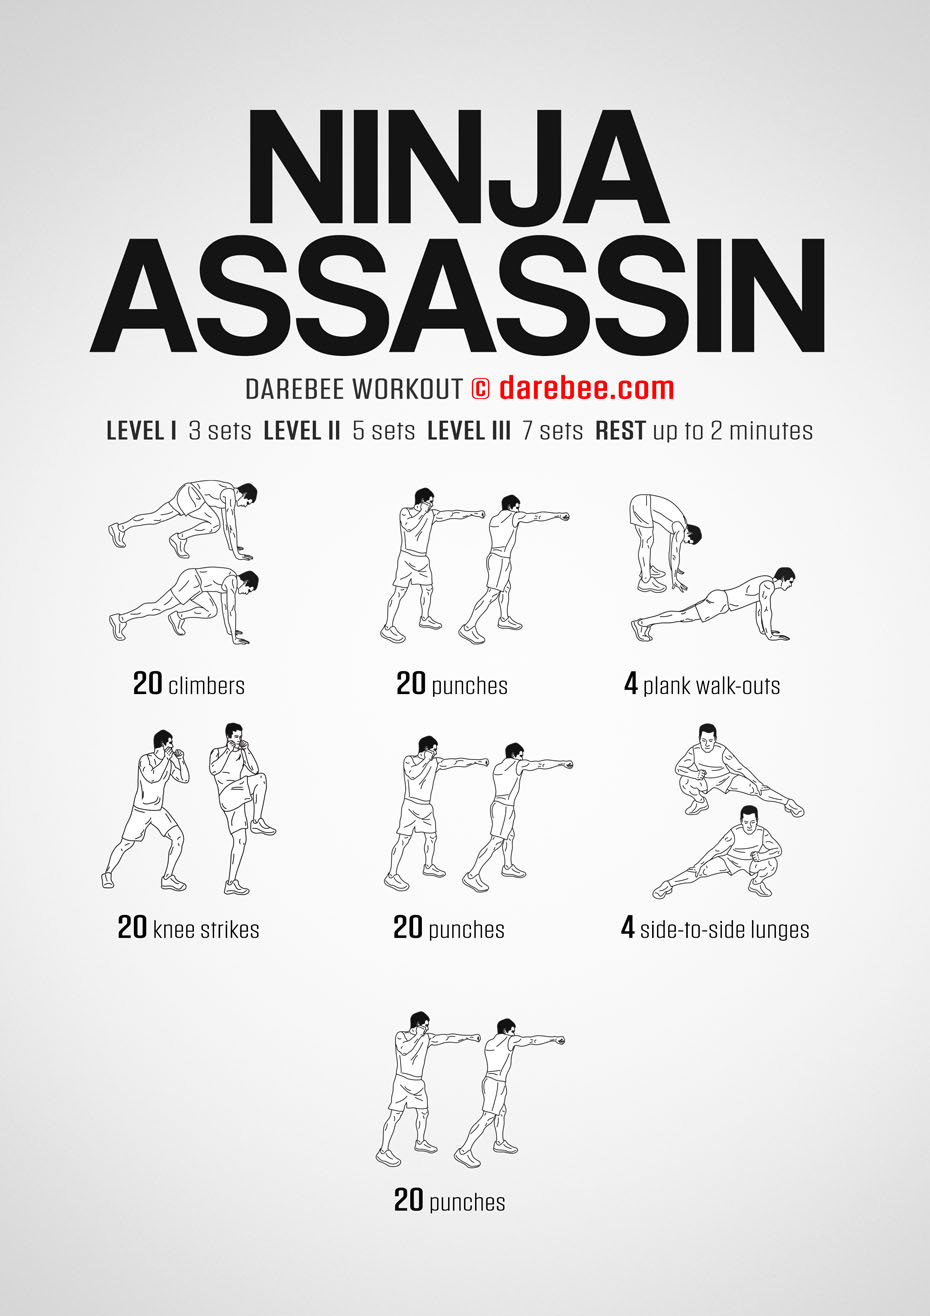 NINJA
ASSASSIN
DAREBEE WORKOUT © darebee.com
LEVEL I 3 sets LEVEL II 5 sets LEVEL III 7 sets REST up to 2 minutes
20 climbers
20 punches
4 plank walk-outs
20 knee strikes
20 punches
4 side-to-side lunges
20 punches